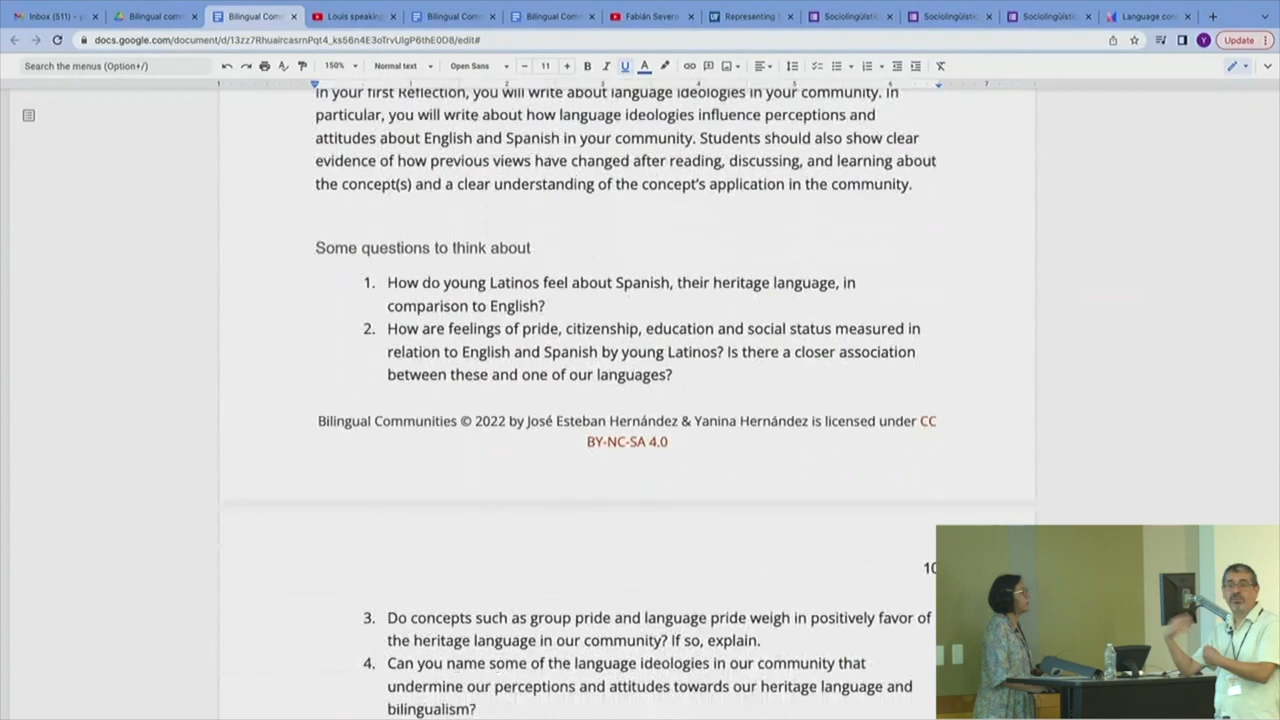 Inbox (511) - y
Bilingual com
Bilingual Com
Louis speaking
Bilingual Com
Bilingual Com
Fabián Severo
Representing
Sociolingüístic
Sociolingüístic
Sociolingüístic
Language con
docs.google.com/document/d/13zz7RhuaircasrnPqt4_ks56n4E3oTrvUlgP6thE0D8/edit#
Y
Update
Search the menus (Option+/)
150%
Normal text
Open Sans
11
In your first Reflection, you will write about language ideologies in your community. In
particular, you will write about how language ideologies influence perceptions and
attitudes about English and Spanish in your community. Students should also show clear
evidence of how previous views have changed after reading, discussing, and learning about
the concept(s) and a clear understanding of the concept's application in the community.
Some questions to think about
1. How do young Latinos feel about Spanish, their heritage language, in
comparison to English?
2. How are feelings of pride, citizenship, education and social status measured in
relation to English and Spanish by young Latinos? Is there a closer association
between these and one of our languages?
Bilingual Communities © 2022 by José Esteban Hernández & Yanina Hernández is licensed under CC
BY-NC-SA 4.0
10
3. Do concepts such as group pride and language pride weigh in positively favor of
the heritage language in our community? If so, explain.
4. Can you name some of the language ideologies in our community that
undermine our perceptions and attitudes towards our heritage language and
bilingualism?